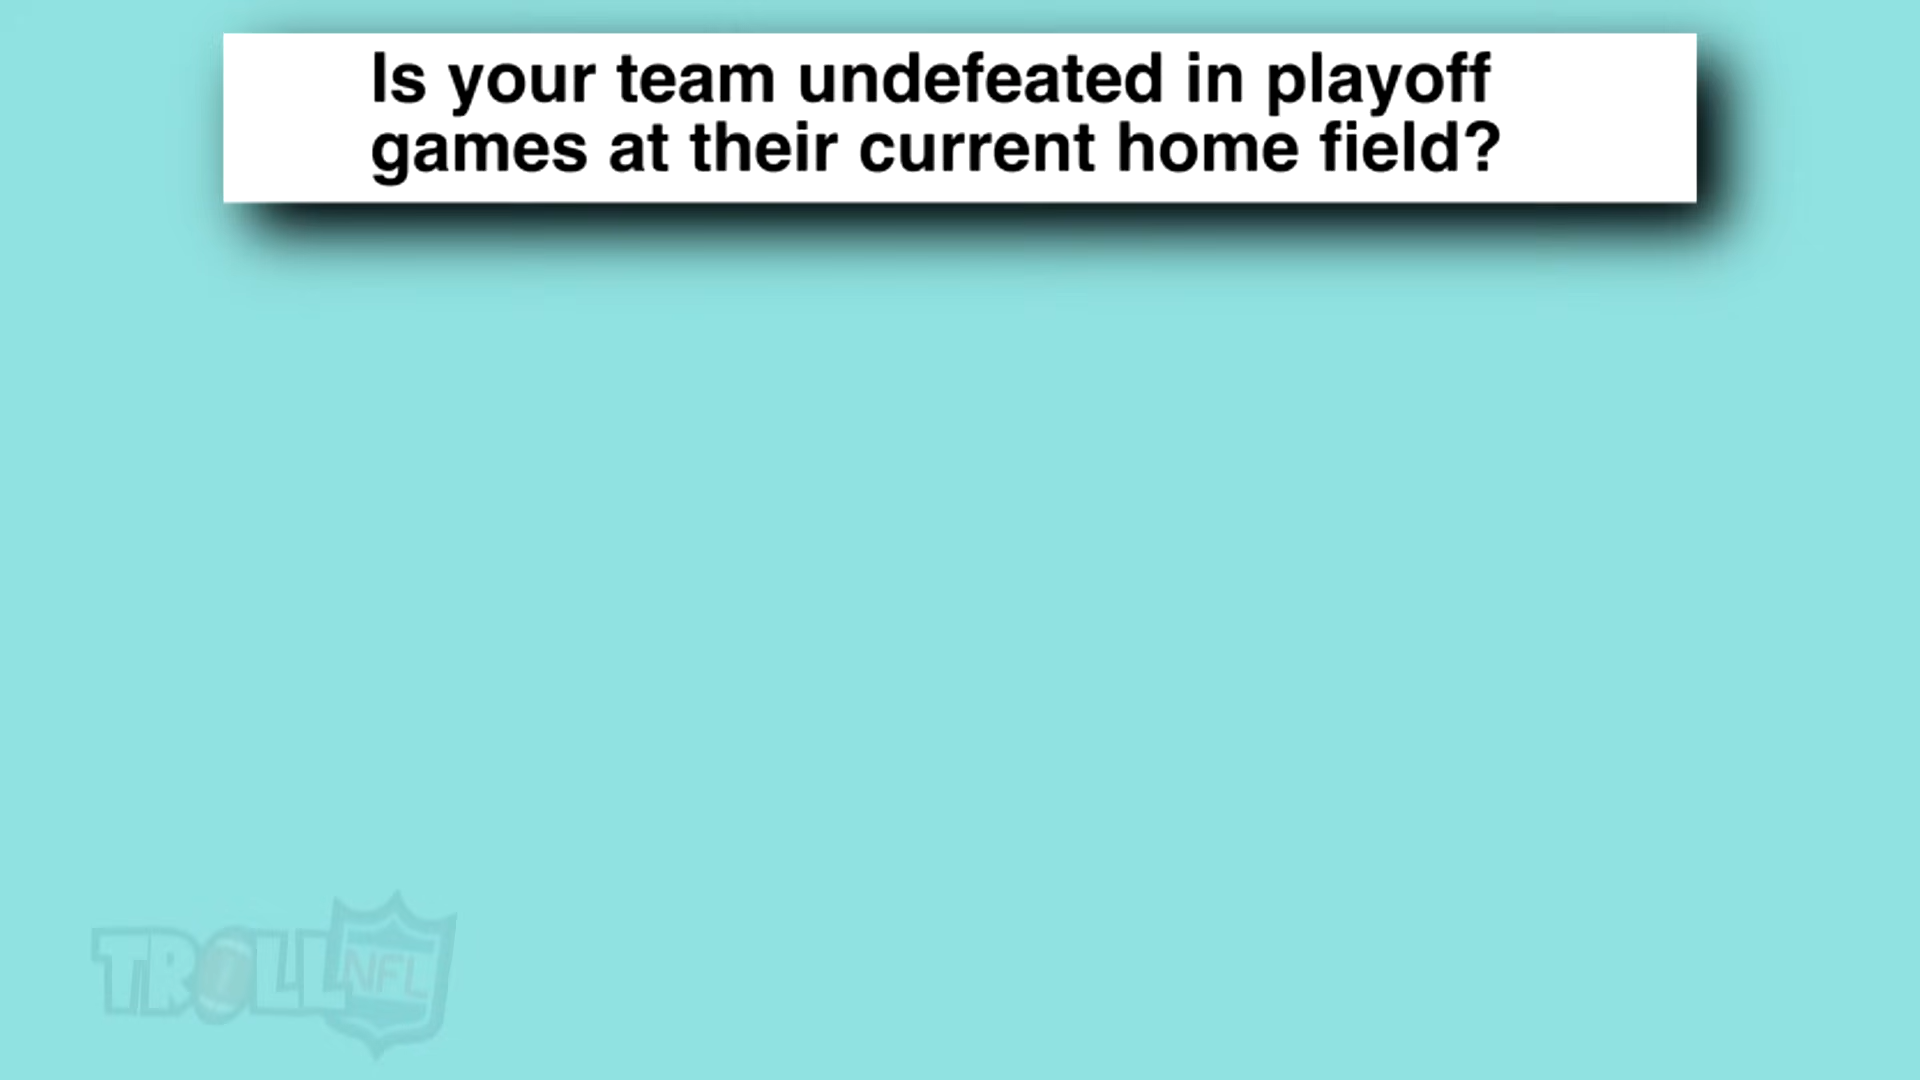 Is your team undefeated in playoff
games at their current home field?
TROLL NFL